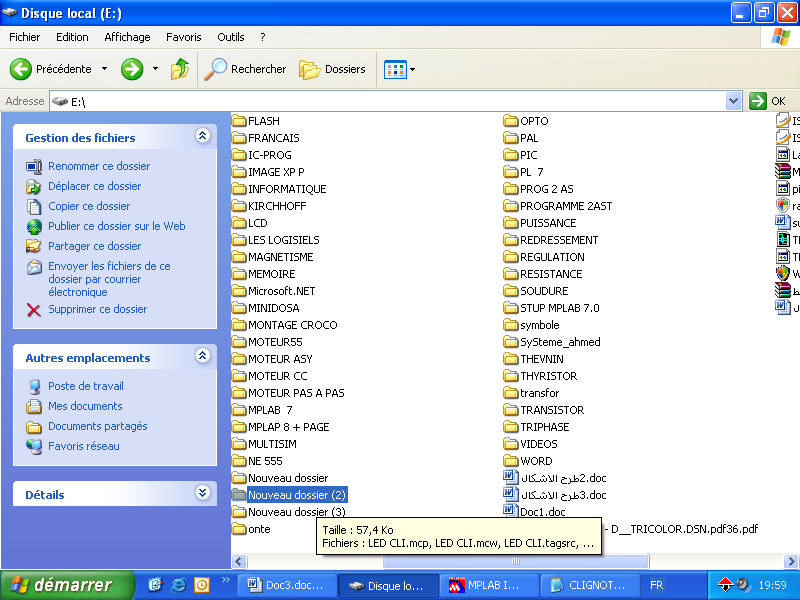 Disque local (E:)
Fichier Edition Affichage Favoris Outils ?
Précédente Rechercher Dossiers
Adresse E:\ OK
Gestion des fichiers
Renommer ce dossier
Déplacer ce dossier
Copier ce dossier
Publier ce dossier sur le Web
Partager ce dossier
Envoyer les fichiers de ce
dossier par courrier
électronique
Supprimer ce dossier
Autres emplacements
Poste de travail
Mes documents
Documents partagés
Favoris réseau
Détails
FLASH
FRANCAIS
IC-PROG
IMAGE XP P
INFORMATIQUE
KIRCHHOFF
LCD
LES LOGISIELS
MAGNETISME
MEMOIRE
Microsoft.NET
MINIDOSA
MONTAGE CROCO
MOTEUR55
MOTEUR ASY
MOTEUR CC
MOTEUR PAS A PAS
MPLAB 7
MPLAP 8 + PAGE
MULTISIM
NE 555
Nouveau dossier
Nouveau dossier (2)
Nouveau dossier (3)
onte
OPTO
PAL
PIC
PL 7
PROG 2 AS
PROGRAMME 2AST
PUISSANCE
REDRESSEMENT
REGULATION
RESISTANCE
SOUDURE
STUP MPLAB 7.0
symbole
SySteme_ahmed
THEVNIN
THYRISTOR
transfor
TRANSISTOR
TRIPHASE
VIDEOS
WORD
طرح الاشكال2.doc
طرح الاشكال3.doc
Doc1.doc
- D__TRICOLOR.DSN.pdf36.pdf
Taille : 57,4 Ko
Fichiers : LED CLI.mcp, LED CLI.mcw, LED CLI.tagsrc, ...
démarrer Doc3.doc... Disque lo... MPLAB I... CLIGNOT... FR 19:59